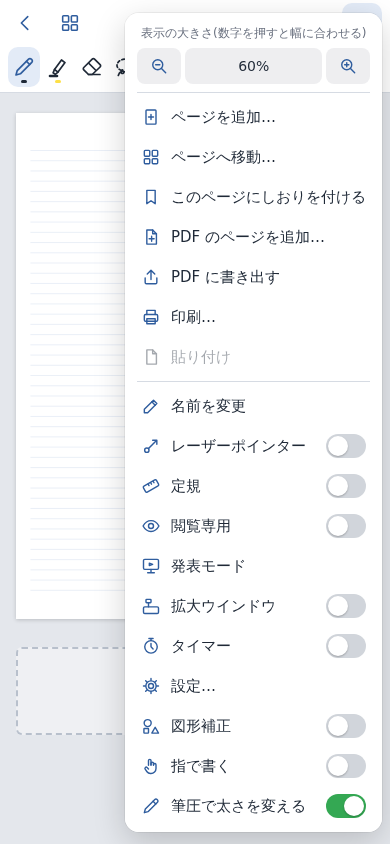 表示の大きさ(数字を押すと幅に合わせる)
60%
ページを追加…
ページへ移動…
このページにしおりを付ける
PDF のページを追加…
PDF に書き出す
印刷…
貼り付け
名前を変更
レーザーポインター
定規
閲覧専用
発表モード
拡大ウインドウ
タイマー
設定…
図形補正
指で書く
筆圧で太さを変える